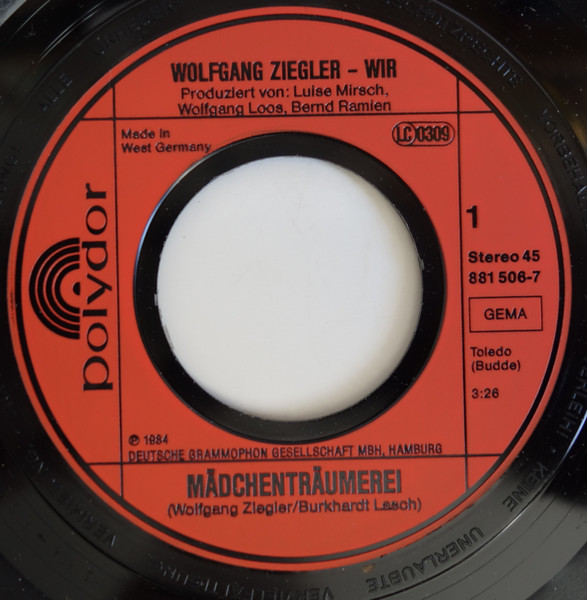 WOLFGANG ZIEGLER – WIR
Produziert von: Luise Mirsch,
Wolfgang Loos, Bernd Ramien
Made in
West Germany
LC 0309
polydor
1
Stereo 45
881 506-7
GEMA
Toledo
(Budde)
3:26
℗ 1984
DEUTSCHE GRAMMOPHON GESELLSCHAFT MBH, HAMBURG
MÄDCHENTRÄUMEREI
(Wolfgang Ziegler/Burkhardt Lasch)
KEINE
UNERLAUBTE